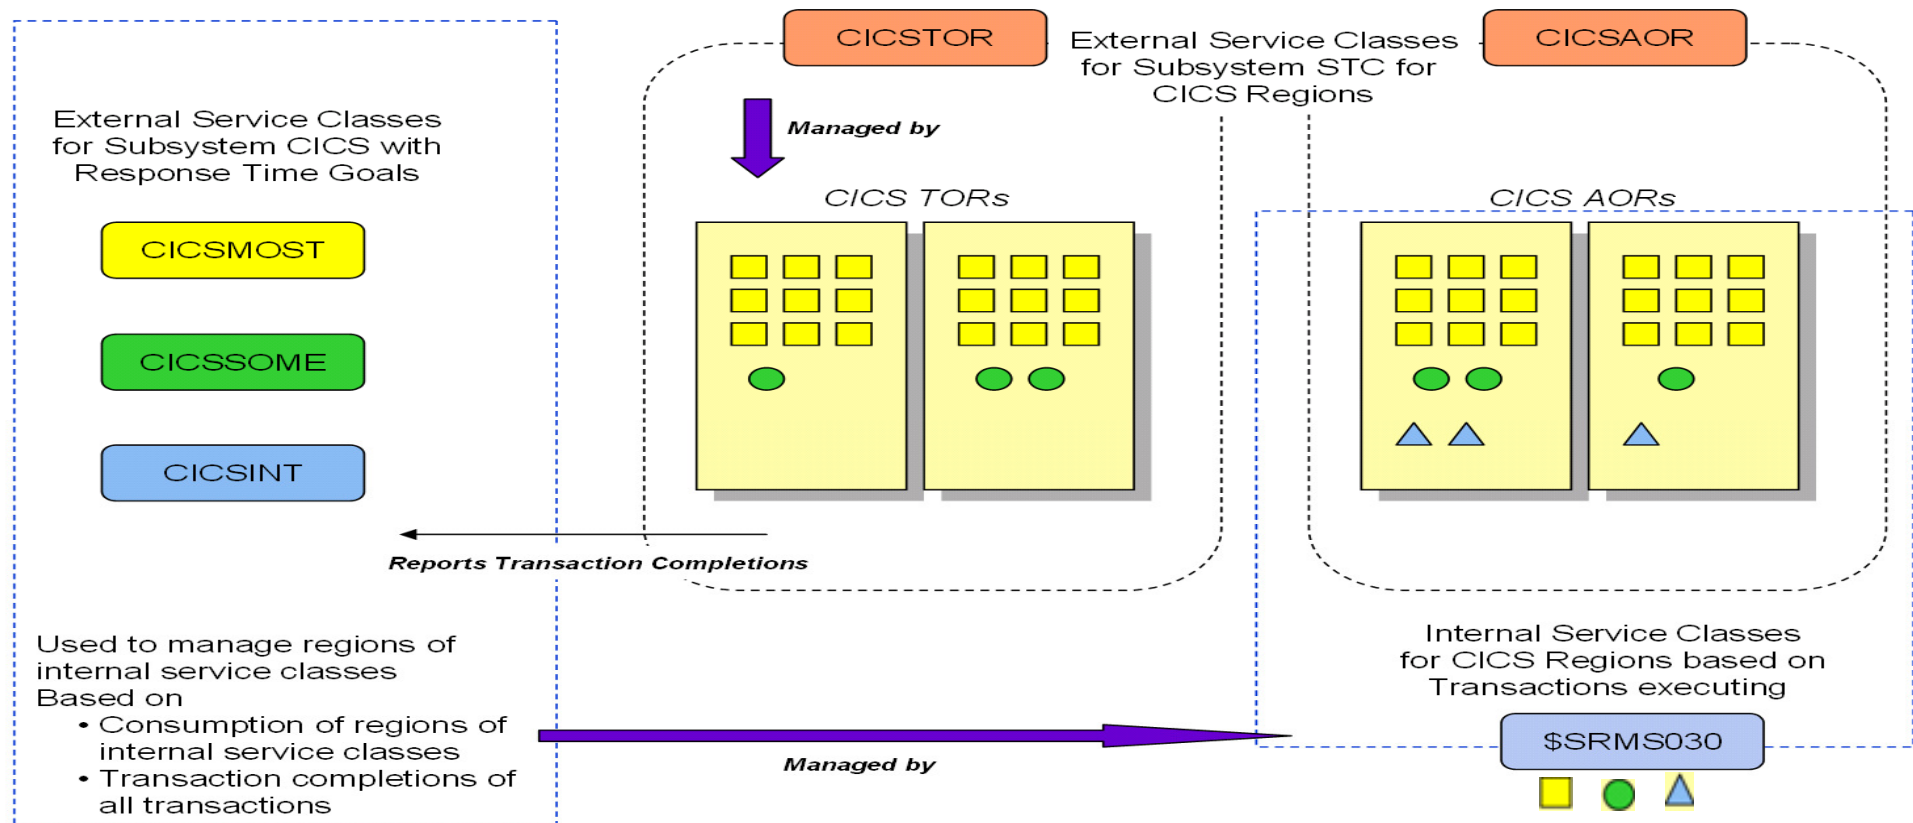 CICSTOR
External Service Classes
for Subsystem STC for
CICS Regions
CICSAOR
External Service Classes
for Subsystem CICS with
Response Time Goals
Managed by
CICS TORs
CICS AORs
CICSMOST
CICSSOME
CICSINT
Reports Transaction Completions
Used to manage regions of
internal service classes
Based on
• Consumption of regions of
internal service classes
• Transaction completions of
all transactions
Managed by
Internal Service Classes
for CICS Regions based on
Transactions executing
$SRMS030